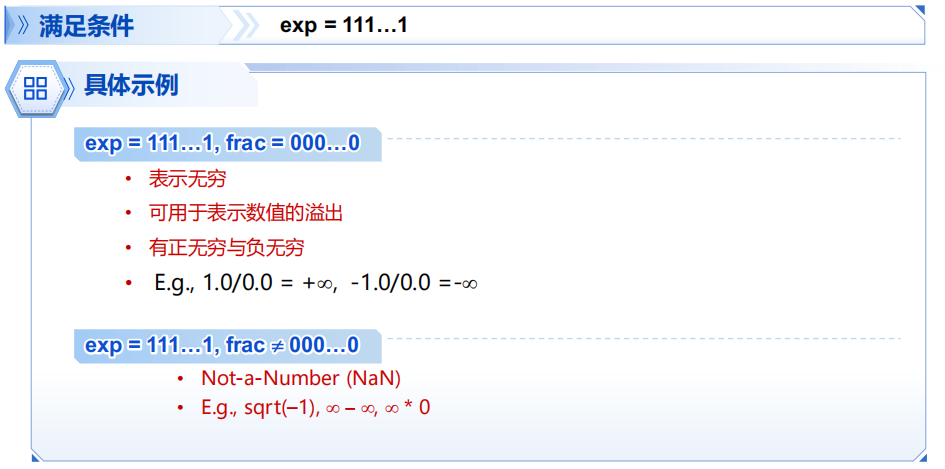 满足条件
exp = 111…1
具体示例
exp = 111…1, frac = 000…0
• 表示无穷
• 可用于表示数值的溢出
• 有正无穷与负无穷
• E.g., 1.0/0.0 = +∞, -1.0/0.0 =-∞
exp = 111…1, frac ≠ 000…0
• Not-a-Number (NaN)
• E.g., sqrt(–1), ∞ – ∞, ∞ * 0